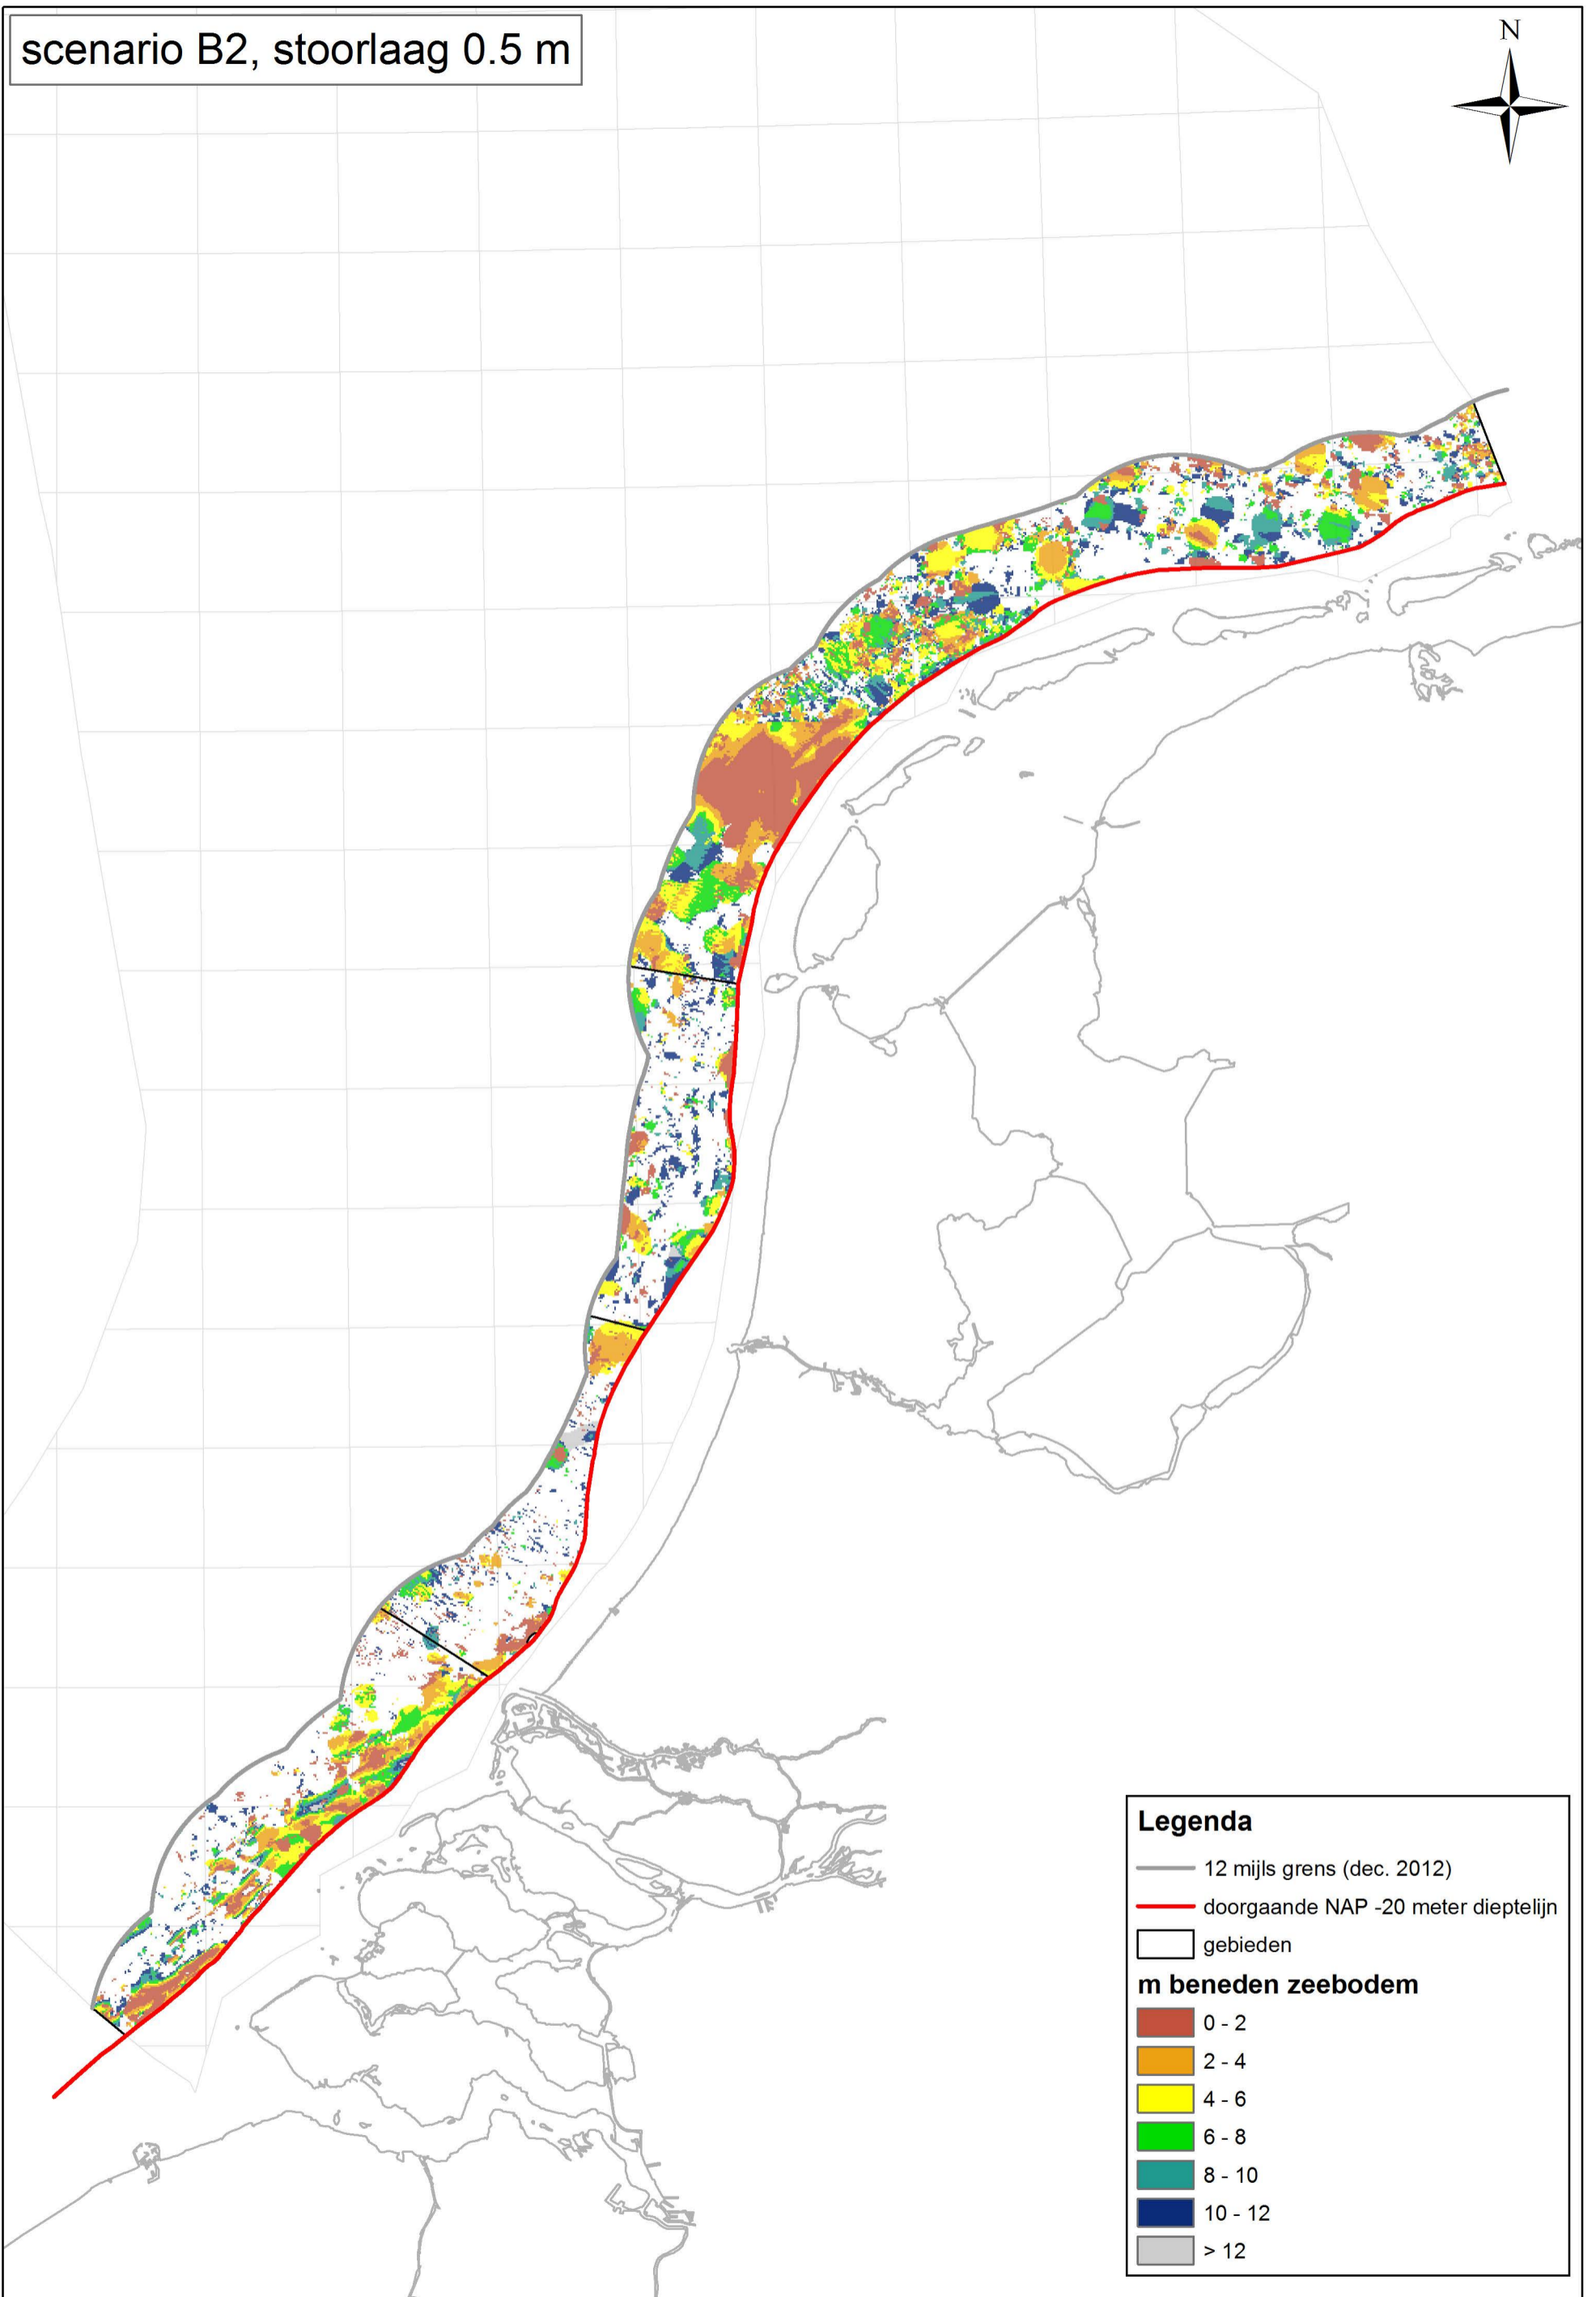 scenario B2, stoorlaag 0.5 m
N
Legenda
12 mijls grens (dec. 2012)
doorgaande NAP -20 meter dieptelijn
gebieden
m beneden zeebodem
0 - 2
2 - 4
4 - 6
6 - 8
8 - 10
10 - 12
> 12